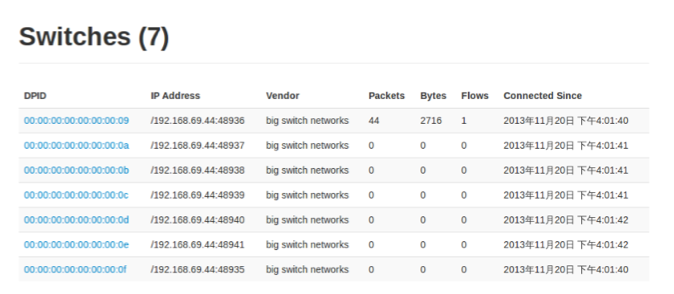 Switches (7)
DPID IP Address Vendor Packets Bytes Flows Connected Since
00:00:00:00:00:00:00:09 /192.168.69.44:48936 big switch networks 44 2716 1 2013年11月20日 下午4:01:40
00:00:00:00:00:00:00:0a /192.168.69.44:48937 big switch networks 0 0 0 2013年11月20日 下午4:01:41
00:00:00:00:00:00:00:0b /192.168.69.44:48938 big switch networks 0 0 0 2013年11月20日 下午4:01:41
00:00:00:00:00:00:00:0c /192.168.69.44:48939 big switch networks 0 0 0 2013年11月20日 下午4:01:41
00:00:00:00:00:00:00:0d /192.168.69.44:48940 big switch networks 0 0 0 2013年11月20日 下午4:01:42
00:00:00:00:00:00:00:0e /192.168.69.44:48941 big switch networks 0 0 0 2013年11月20日 下午4:01:42
00:00:00:00:00:00:00:0f /192.168.69.44:48935 big switch networks 0 0 0 2013年11月20日 下午4:01:40